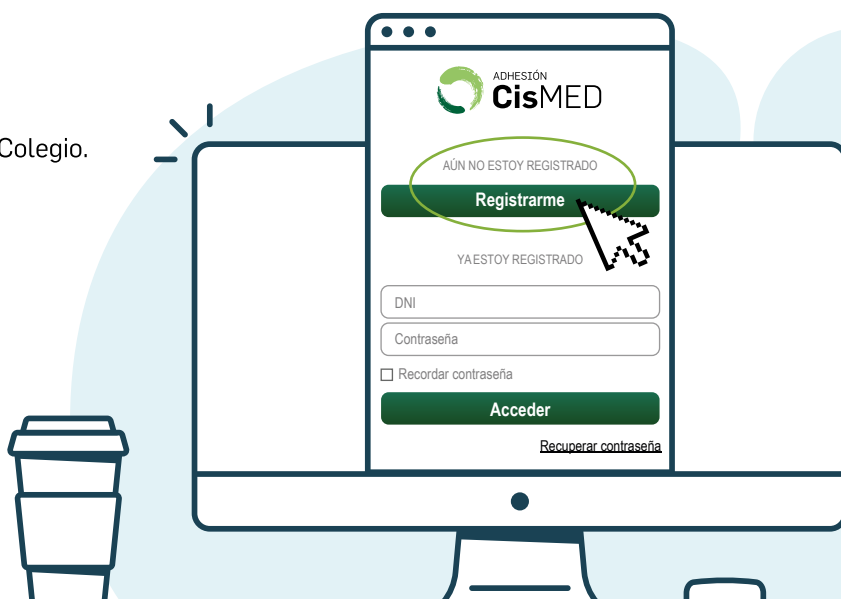 ADHESIÓN
CisMED
Colegio.
AÚN NO ESTOY REGISTRADO
Registrarme
YA ESTOY REGISTRADO
DNI
Contraseña
Recordar contraseña
Acceder
Recuperar contraseña